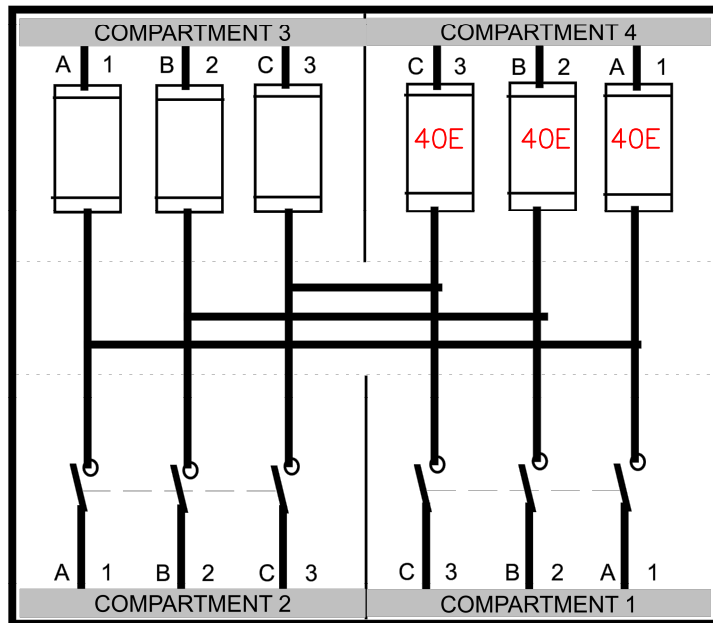 COMPARTMENT 3 COMPARTMENT 4
A 1 B 2 C 3 C 3 B 2 A 1
40E 40E 40E
A 1 B 2 C 3 C 3 B 2 A 1
COMPARTMENT 2 COMPARTMENT 1